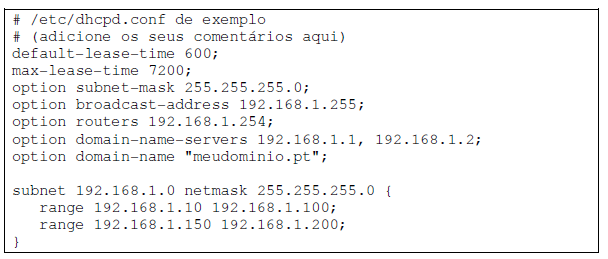 # /etc/dhcpd.conf de exemplo
# (adicione os seus comentários aqui)
default-lease-time 600;
max-lease-time 7200;
option subnet-mask 255.255.255.0;
option broadcast-address 192.168.1.255;
option routers 192.168.1.254;
option domain-name-servers 192.168.1.1, 192.168.1.2;
option domain-name "meudominio.pt";

subnet 192.168.1.0 netmask 255.255.255.0 {
   range 192.168.1.10 192.168.1.100;
   range 192.168.1.150 192.168.1.200;
}